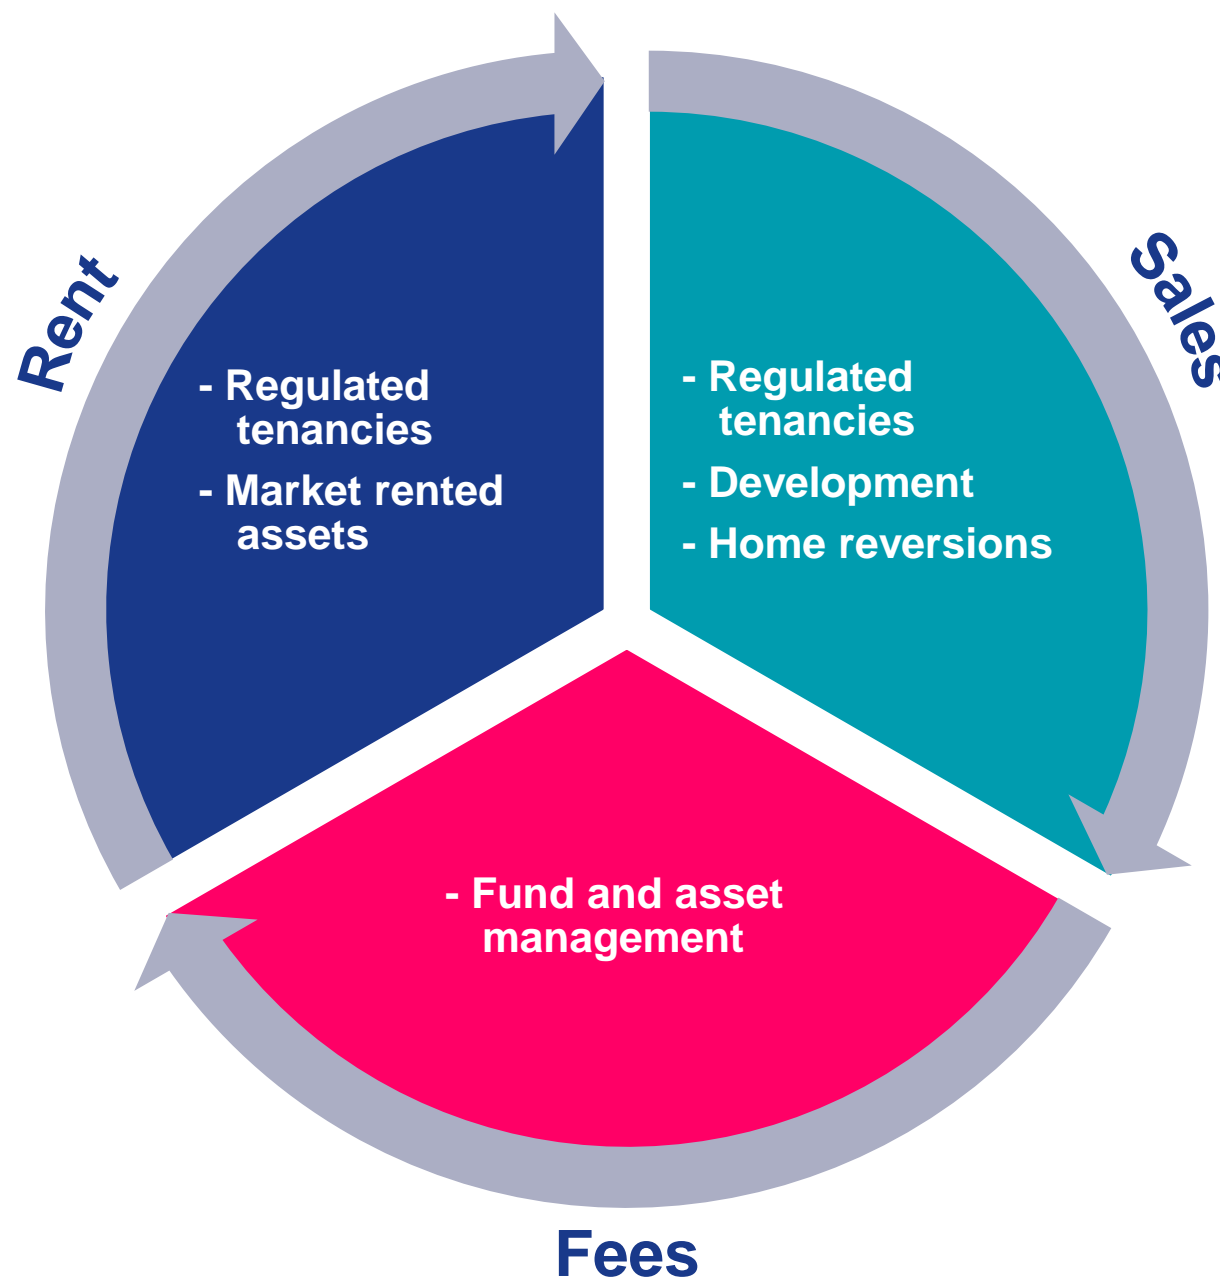 Rent
- Regulated
tenancies
- Market rented
assets
Sales
- Regulated
tenancies
- Development
- Home reversions
- Fund and asset
management
Fees